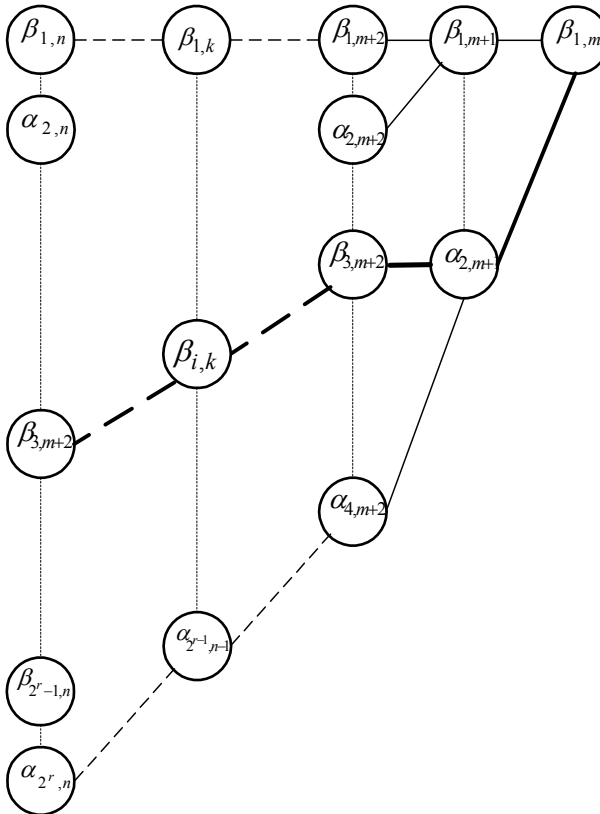 β1,n β1,k β1,m+2 β1,m+1 β1,m
α2,n α2,m+2
β3,m+2 α2,m+1
βi,k
β3,m+2
α4,m+2
α2^{r-1},n-1
β2^r-1,n
α2^r,n